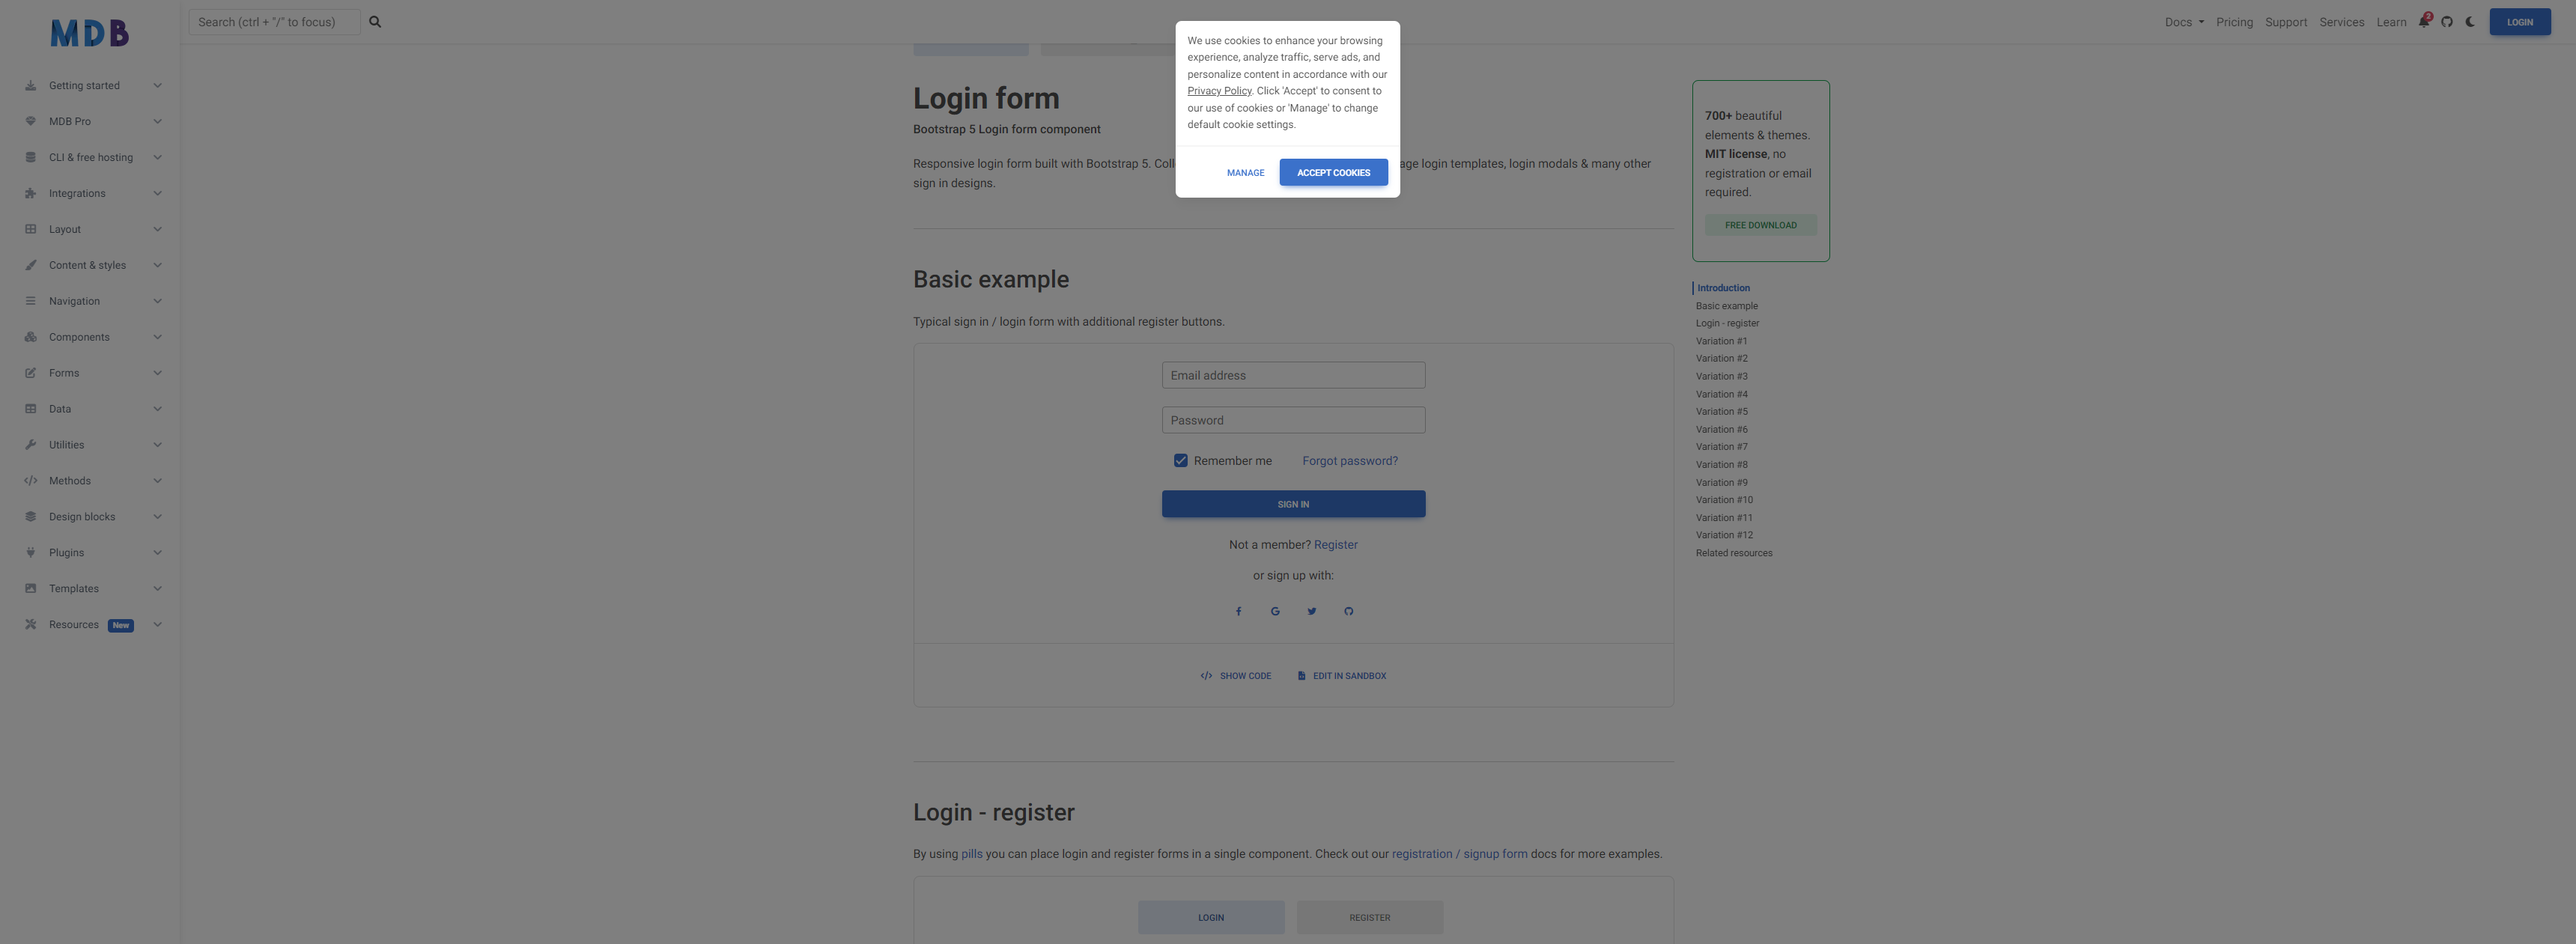 MDB
Search (ctrl + "/" to focus)
Docs
Pricing
Support
Services
Learn
2
LOGIN
Getting started
MDB Pro
CLI & free hosting
Integrations
Layout
Content & styles
Navigation
Components
Forms
Data
Utilities
Methods
Design blocks
Plugins
Templates
Resources New
We use cookies to enhance your browsing
experience, analyze traffic, serve ads, and
personalize content in accordance with our
Privacy Policy. Click 'Accept' to consent to
our use of cookies or 'Manage' to change
default cookie settings.
MANAGE
ACCEPT COOKIES
Login form
Bootstrap 5 Login form component
Responsive login form built with Bootstrap 5. login templates, login modals & many other
sign in designs.
Basic example
Typical sign in / login form with additional register buttons.
Email address
Password
Remember me
Forgot password?
SIGN IN
Not a member? Register
or sign up with:
SHOW CODE
EDIT IN SANDBOX
Login - register
By using pills you can place login and register forms in a single component. Check out our registration / signup form docs for more examples.
LOGIN
REGISTER
700+ beautiful
elements & themes.
MIT license, no
registration or email
required.
FREE DOWNLOAD
Introduction
Basic example
Login - register
Variation #1
Variation #2
Variation #3
Variation #4
Variation #5
Variation #6
Variation #7
Variation #8
Variation #9
Variation #10
Variation #11
Variation #12
Related resources